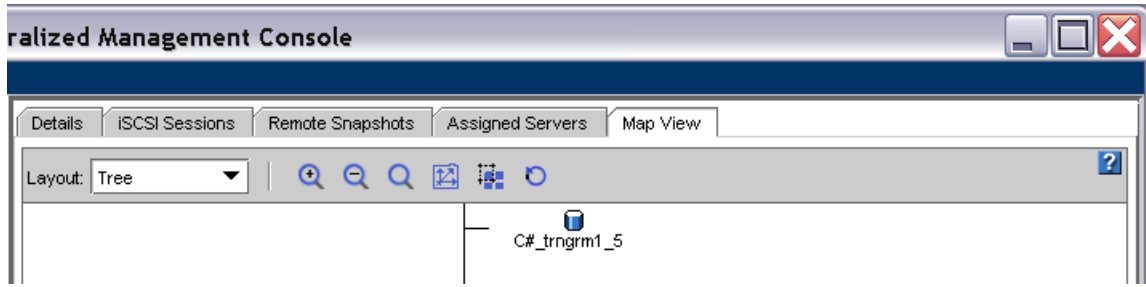 ralized Management Console
Details iSCSI Sessions Remote Snapshots Assigned Servers Map View
Layout: Tree ?
C#_trngrm1_5